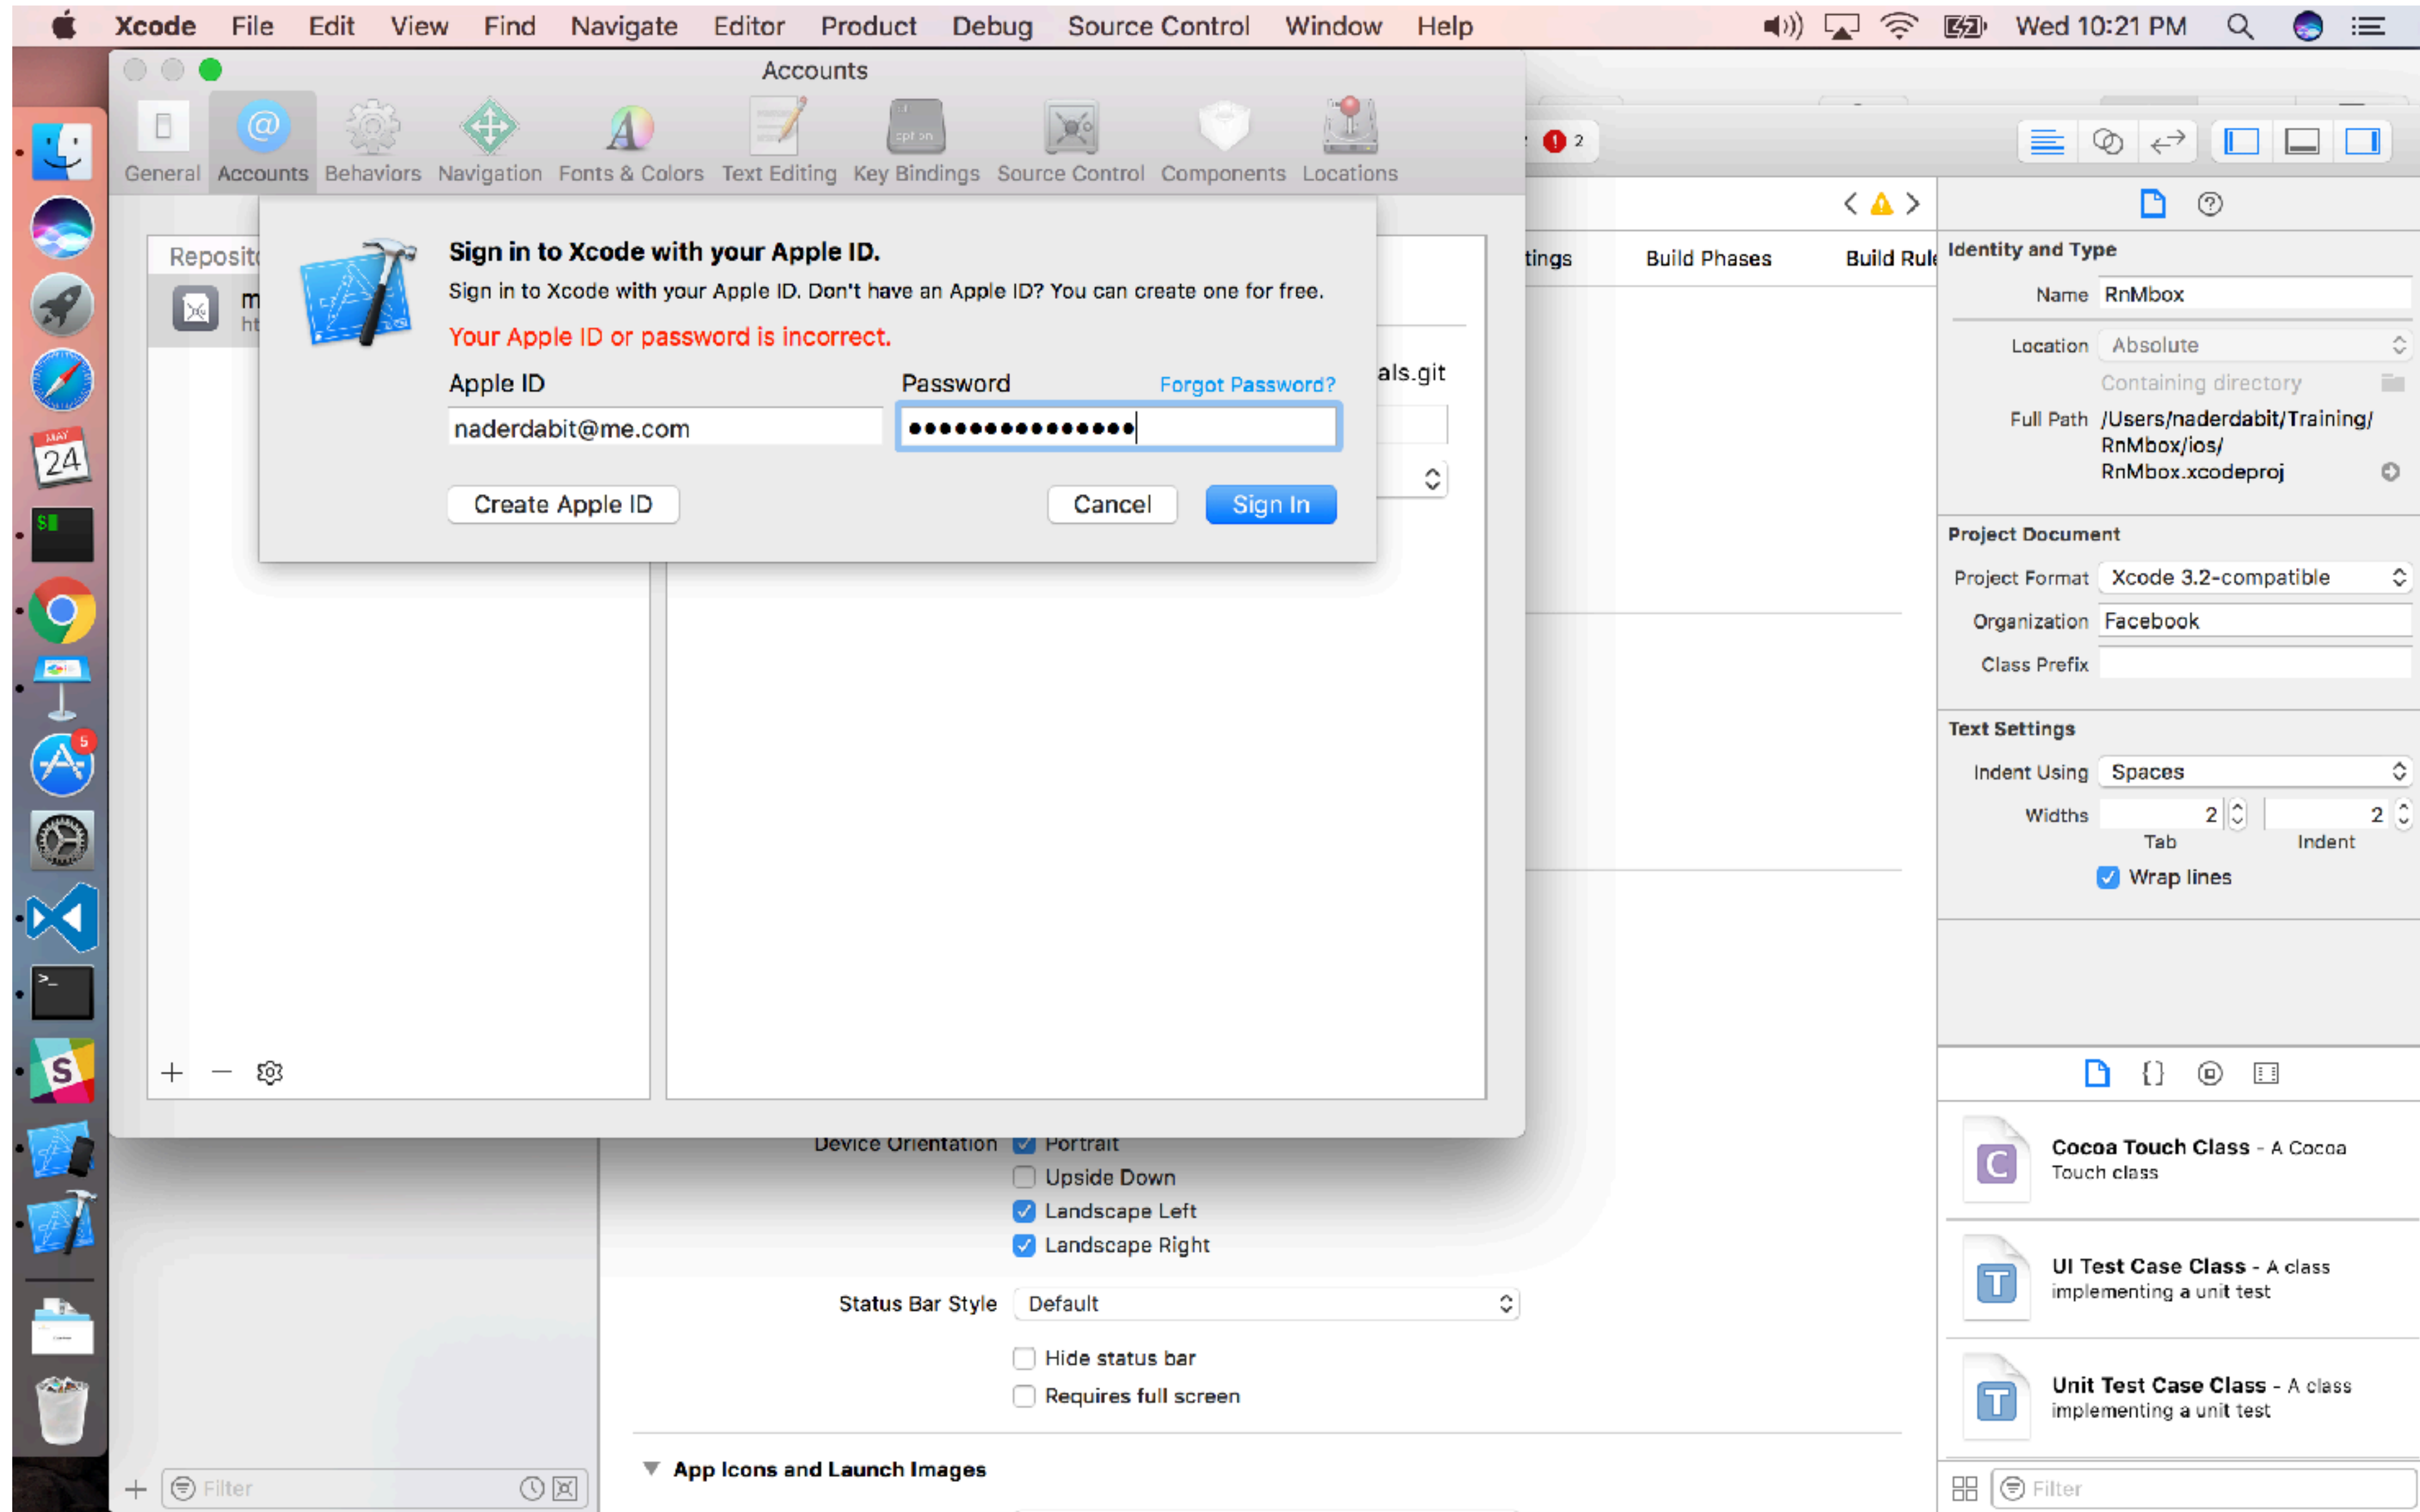 Xcode File Edit View Find Navigate Editor Product Debug Source Control Window Help Wed 10:21 PM
Accounts
General Accounts Behaviors Navigation Fonts & Colors Text Editing Key Bindings Source Control Components Locations
2
Sign in to Xcode with your Apple ID.
Sign in to Xcode with your Apple ID. Don't have an Apple ID? You can create one for free.
Your Apple ID or password is incorrect.
Apple ID Password Forgot Password?
naderdabit@me.com
Create Apple ID Cancel Sign In
als.git
tings Build Phases
MAY
24
5
Device Orientation Portrait
Upside Down
Landscape Left
Landscape Right
Status Bar Style Default
Hide status bar
Requires full screen
App Icons and Launch Images
Filter
Identity and Type
Name RnMbox
Location Absolute
Containing directory
Full Path /Users/naderdabit/Training/
RnMbox/ios/
RnMbox.xcodeproj
Project Document
Project Format Xcode 3.2-compatible
Organization Facebook
Class Prefix
Text Settings
Indent Using Spaces
Widths 2 2
Tab Indent
Wrap lines
Cocoa Touch Class - A Cocoa
Touch class
UI Test Case Class - A class
implementing a unit test
Unit Test Case Class - A class
implementing a unit test
Filter